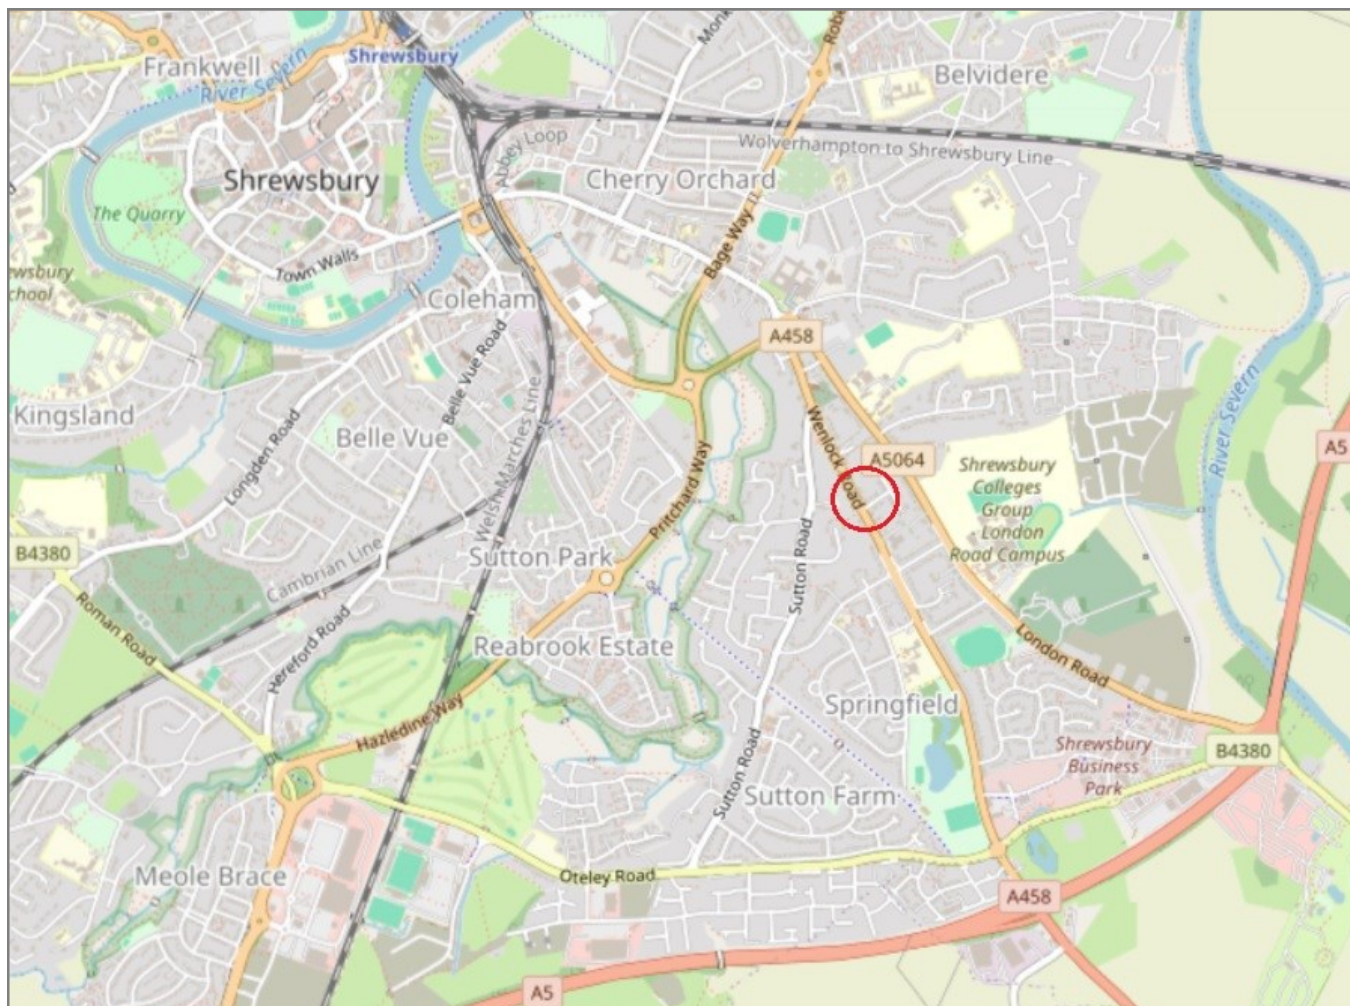 Frankwell
River Severn
Shrewsbury
Monk
Robe
Belvidere
Abbey Loop
Wolverhampton to Shrewsbury Line
Shrewsbury
Cherry Orchard
The Quarry
Town Walls
Bage Way
ewsbury
chool
Coleham
A458
Kingsland
Belle Vue Road
Belle Vue
Longden Road
Welsh Marches Line
Wenlock Road
A5064
A5
River Severn
Shrewsbury
Colleges
Group
London
Road Campus
Pritchard Way
B4380
Cambrian Line
Sutton Park
Sutton Road
Roman Road
Hereford Road
Reabrook Estate
London Road
Hazledine Way
Springfield
Shrewsbury
Business
Park
B4380
Sutton Road
Sutton Farm
Meole Brace
Oteley Road
A458
A5